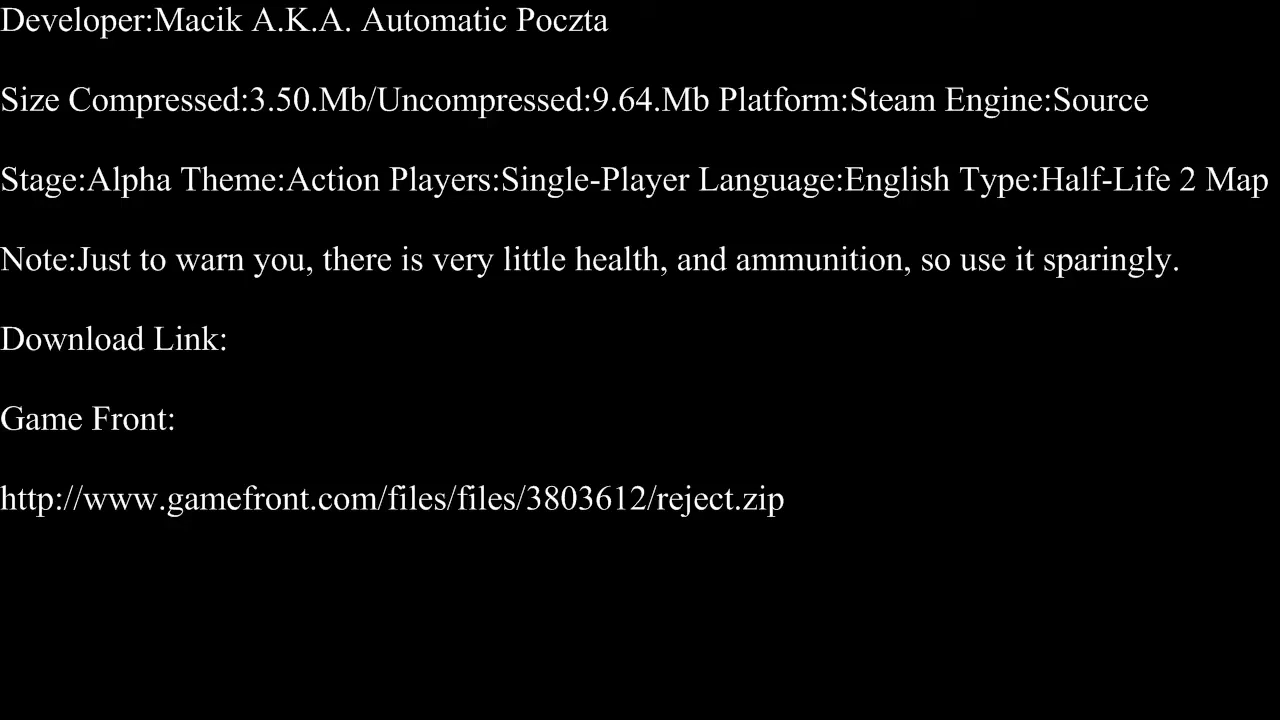 Developer:Macik A.K.A. Automatic Poczta
Size Compressed:3.50.Mb/Uncompressed:9.64.Mb Platform:Steam Engine:Source
Stage:Alpha Theme:Action Players:Single-Player Language:English Type:Half-Life 2 Map
Note:Just to warn you, there is very little health, and ammunition, so use it sparingly.
Download Link:
Game Front:
http://www.gamefront.com/files/files/3803612/reject.zip